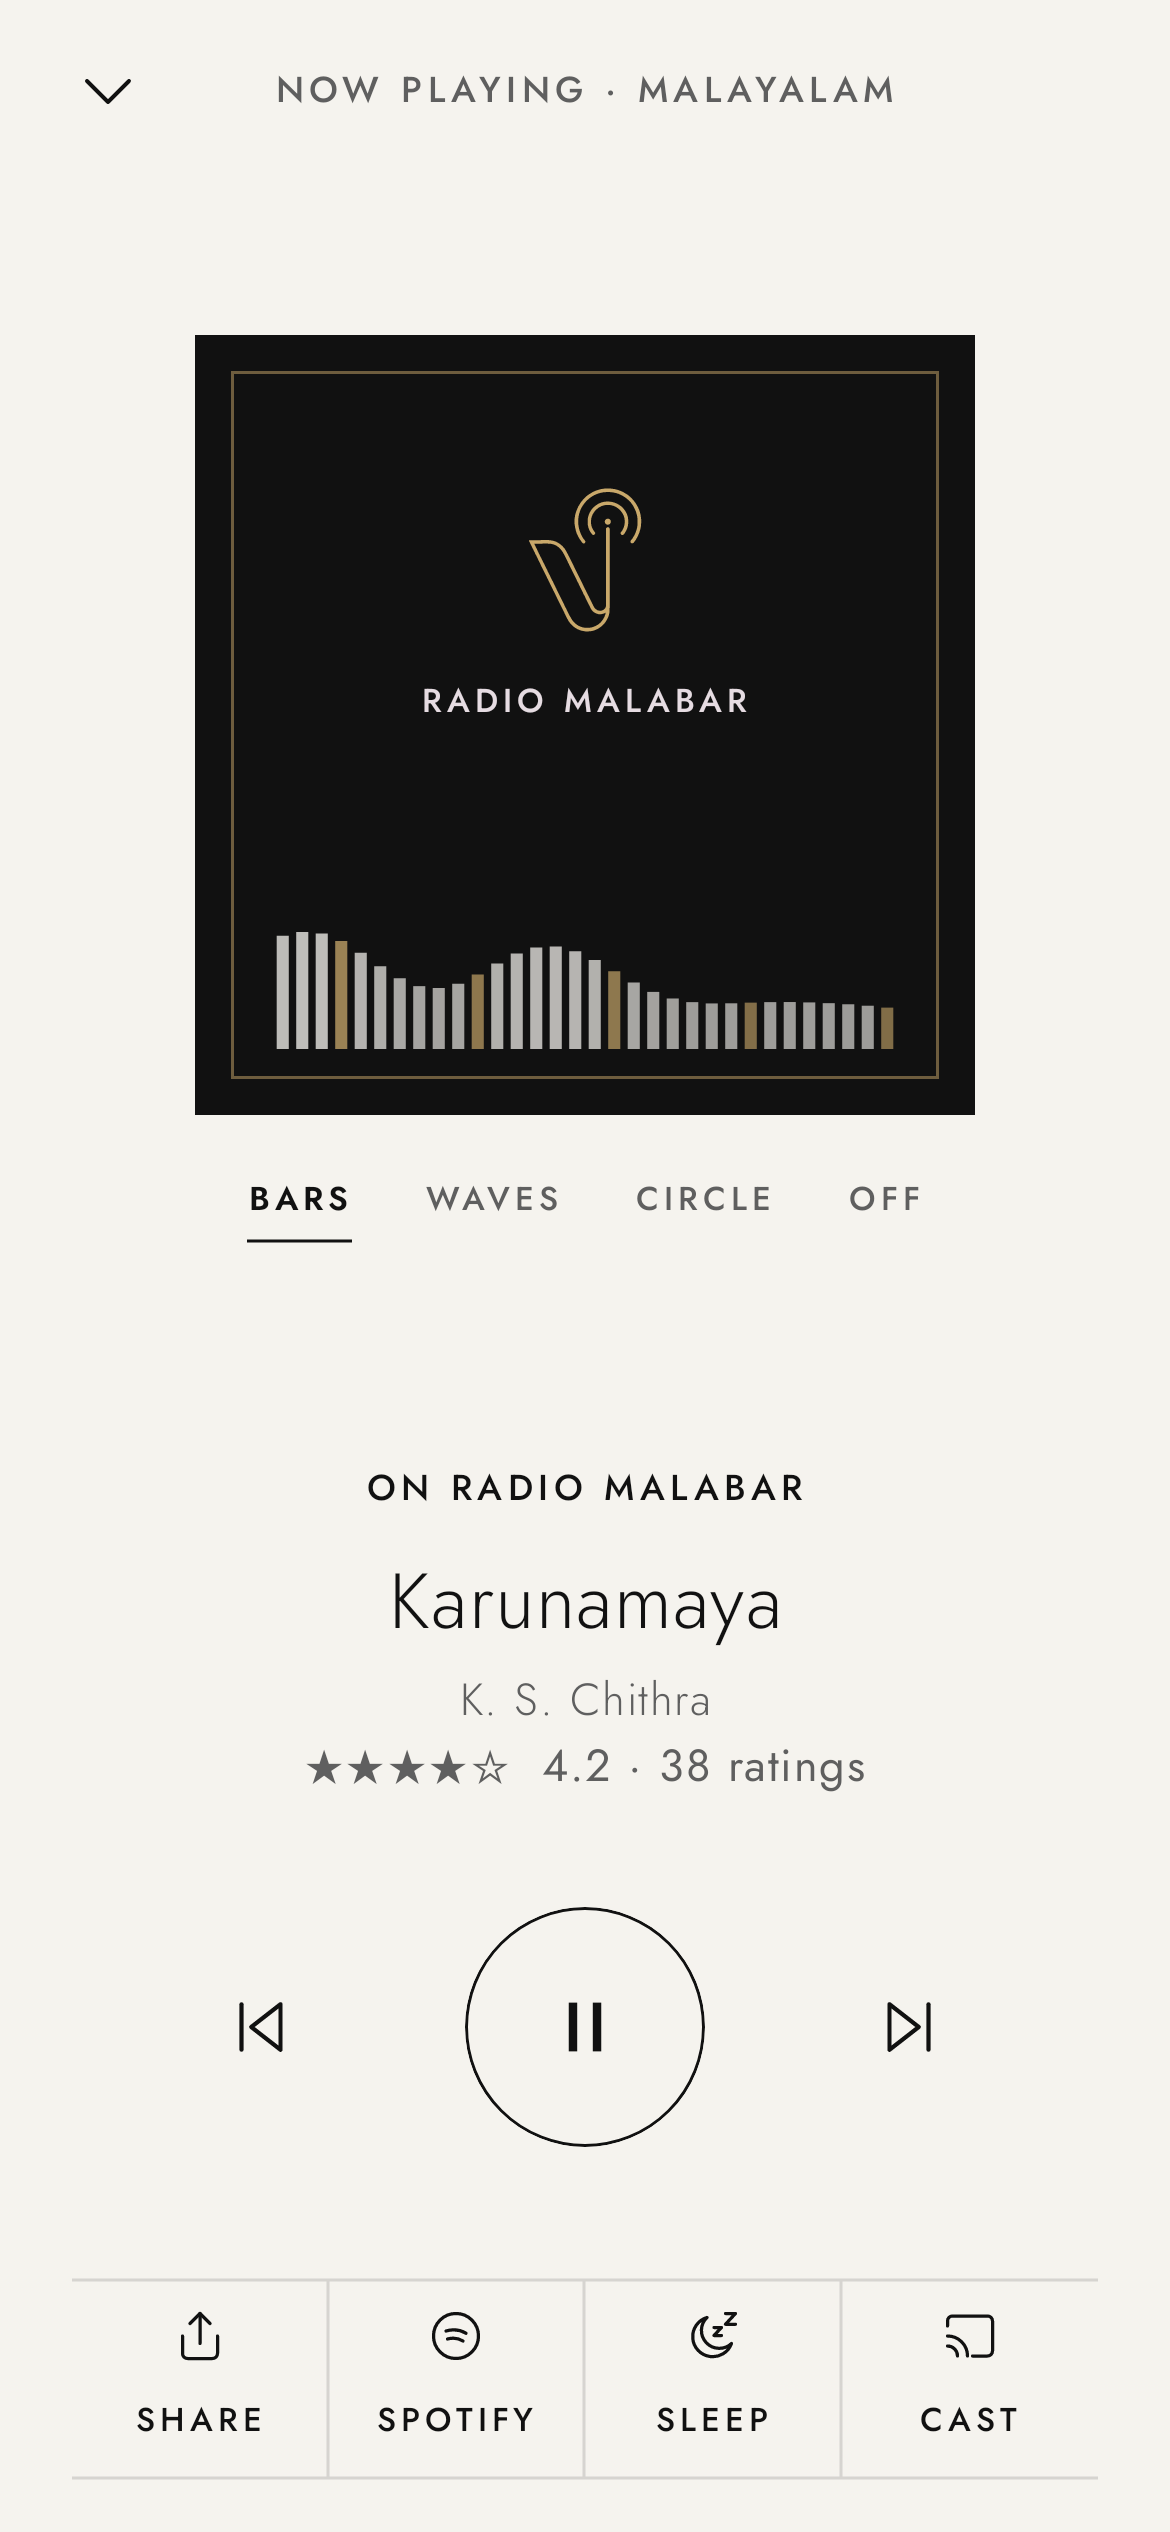 NOW PLAYING · MALAYALAM
RADIO MALABAR
BARS WAVES CIRCLE OFF
ON RADIO MALABAR
Karunamaya
K. S. Chithra
★★★★☆ 4.2 · 38 ratings
SHARE SPOTIFY SLEEP CAST